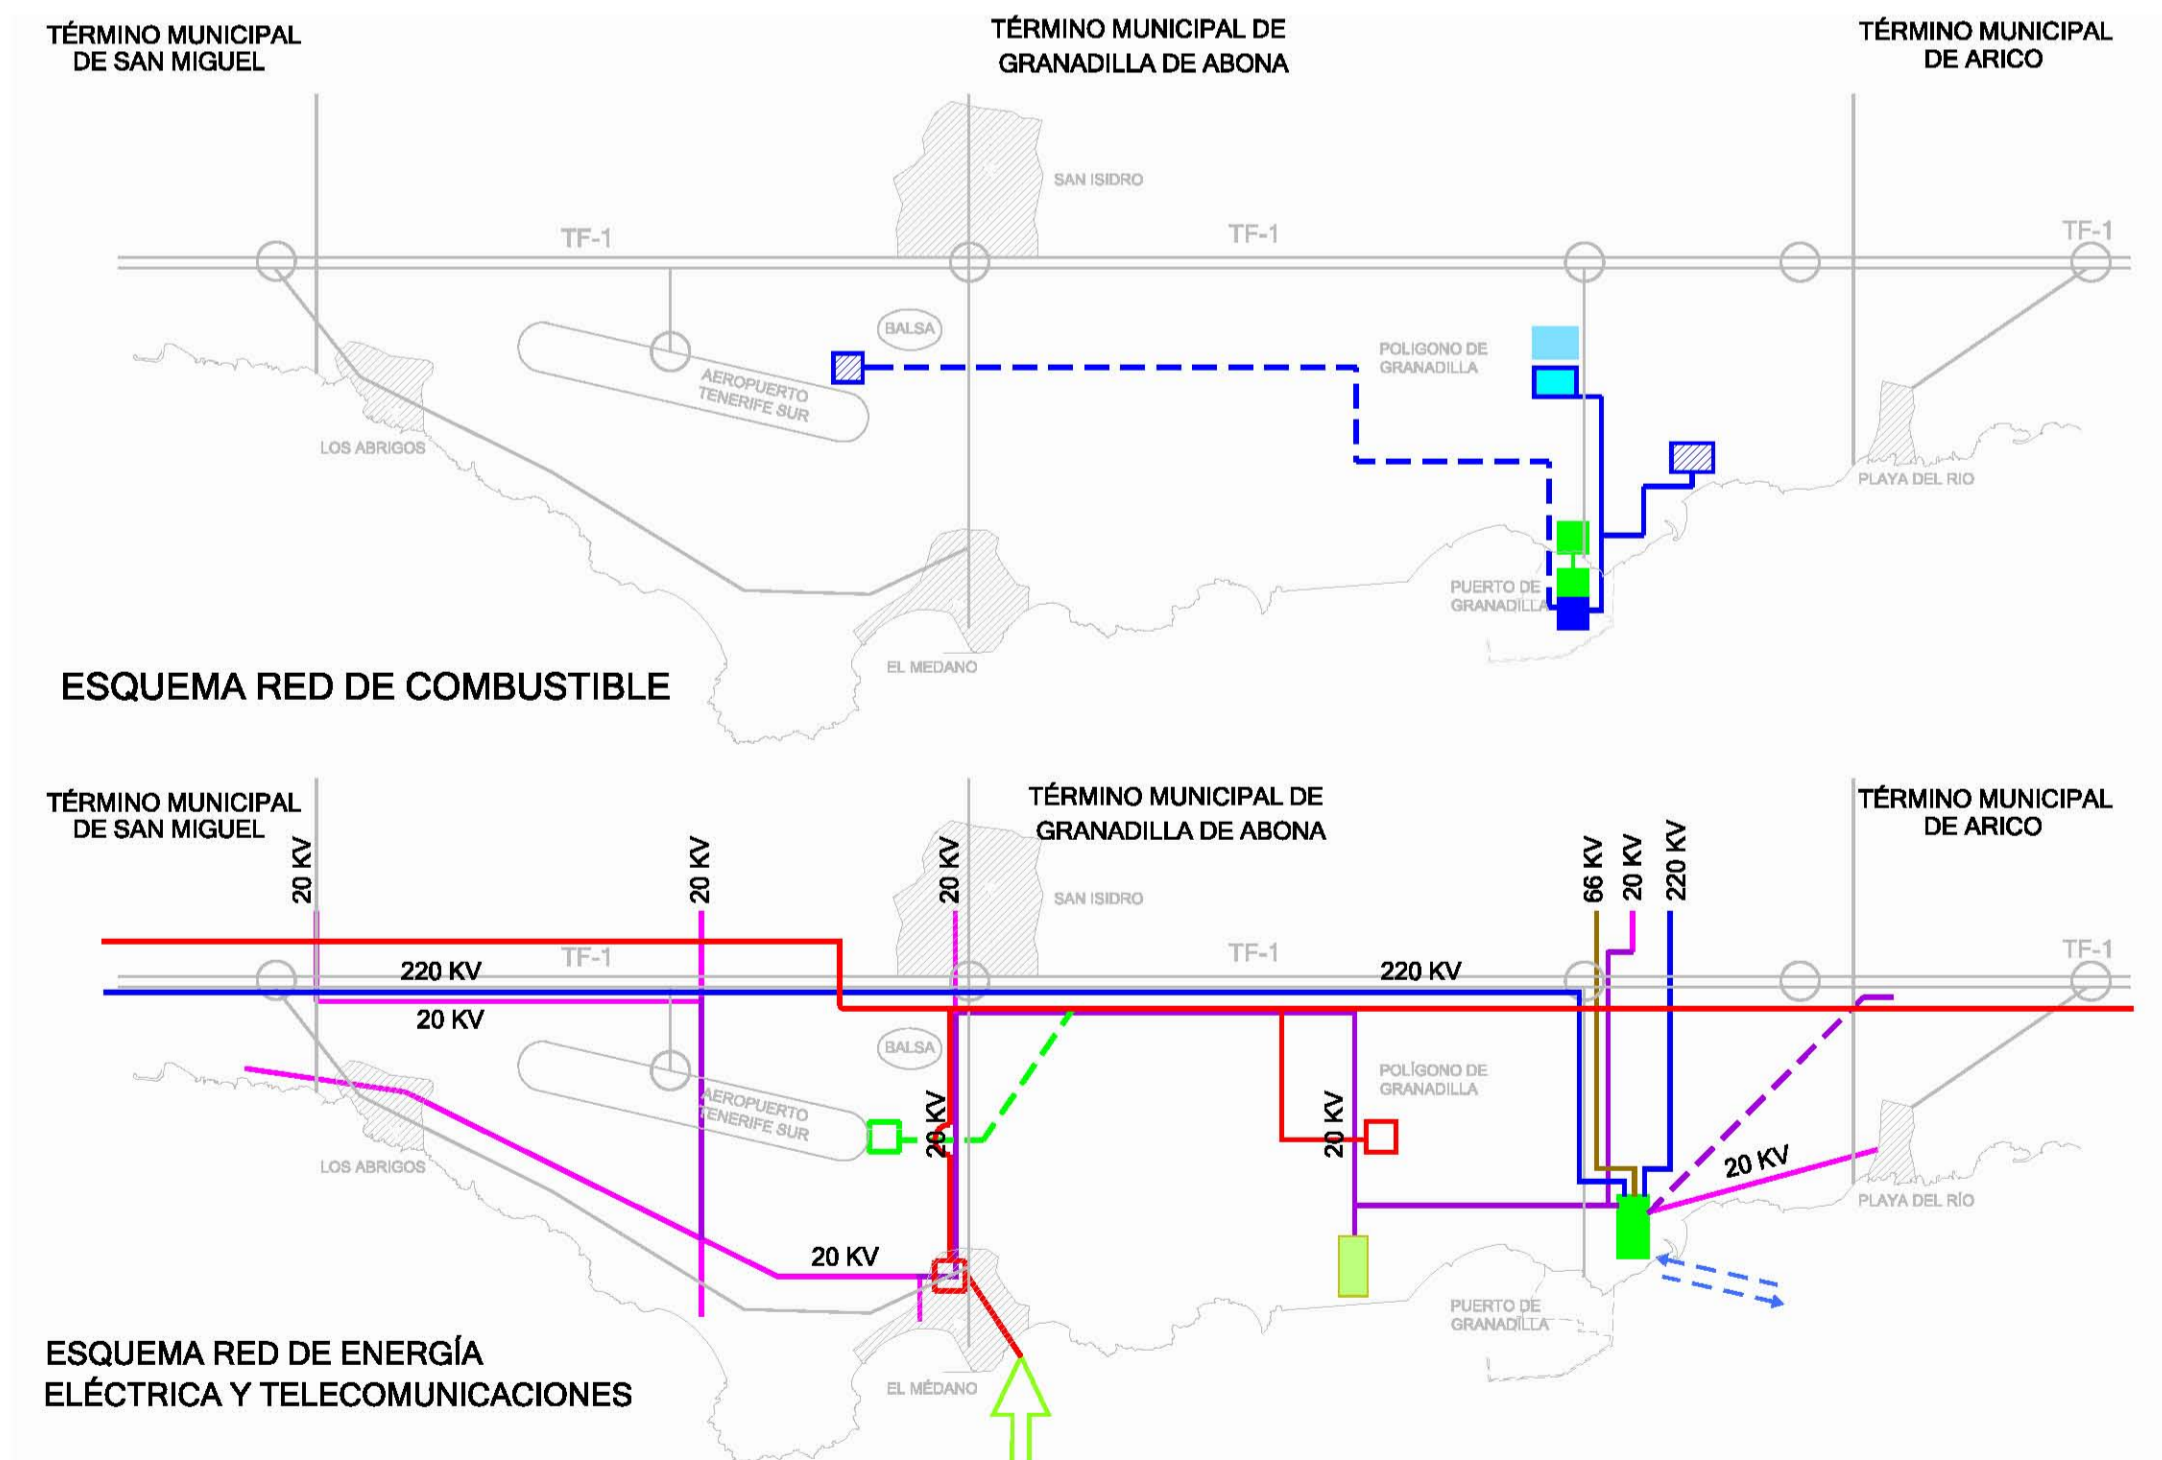 TÉRMINO MUNICIPAL
DE SAN MIGUEL
TÉRMINO MUNICIPAL DE
GRANADILLA DE ABONA
TÉRMINO MUNICIPAL
DE ARICO
SAN ISIDRO
TF-1
TF-1
TF-1
BALSA
POLIGONO DE
GRANADILLA
AEROPUERTO
TENERIFE SUR
LOS ABRIGOS
PLAYA DEL RIO
PUERTO DE
GRANADILLA
EL MEDANO
ESQUEMA RED DE COMBUSTIBLE
TÉRMINO MUNICIPAL
DE SAN MIGUEL
TÉRMINO MUNICIPAL DE
GRANADILLA DE ABONA
TÉRMINO MUNICIPAL
DE ARICO
20 KV
20 KV
20 KV
66 KV
20 KV
220 KV
SAN ISIDRO
TF-1
TF-1
TF-1
220 KV
220 KV
20 KV
BALSA
POLÍGONO DE
GRANADILLA
AEROPUERTO
TENERIFE SUR
20 KV
20 KV
20 KV
LOS ABRIGOS
PLAYA DEL RÍO
20 KV
PUERTO DE
GRANADILLA
EL MÉDANO
ESQUEMA RED DE ENERGÍA
ELÉCTRICA Y TELECOMUNICACIONES